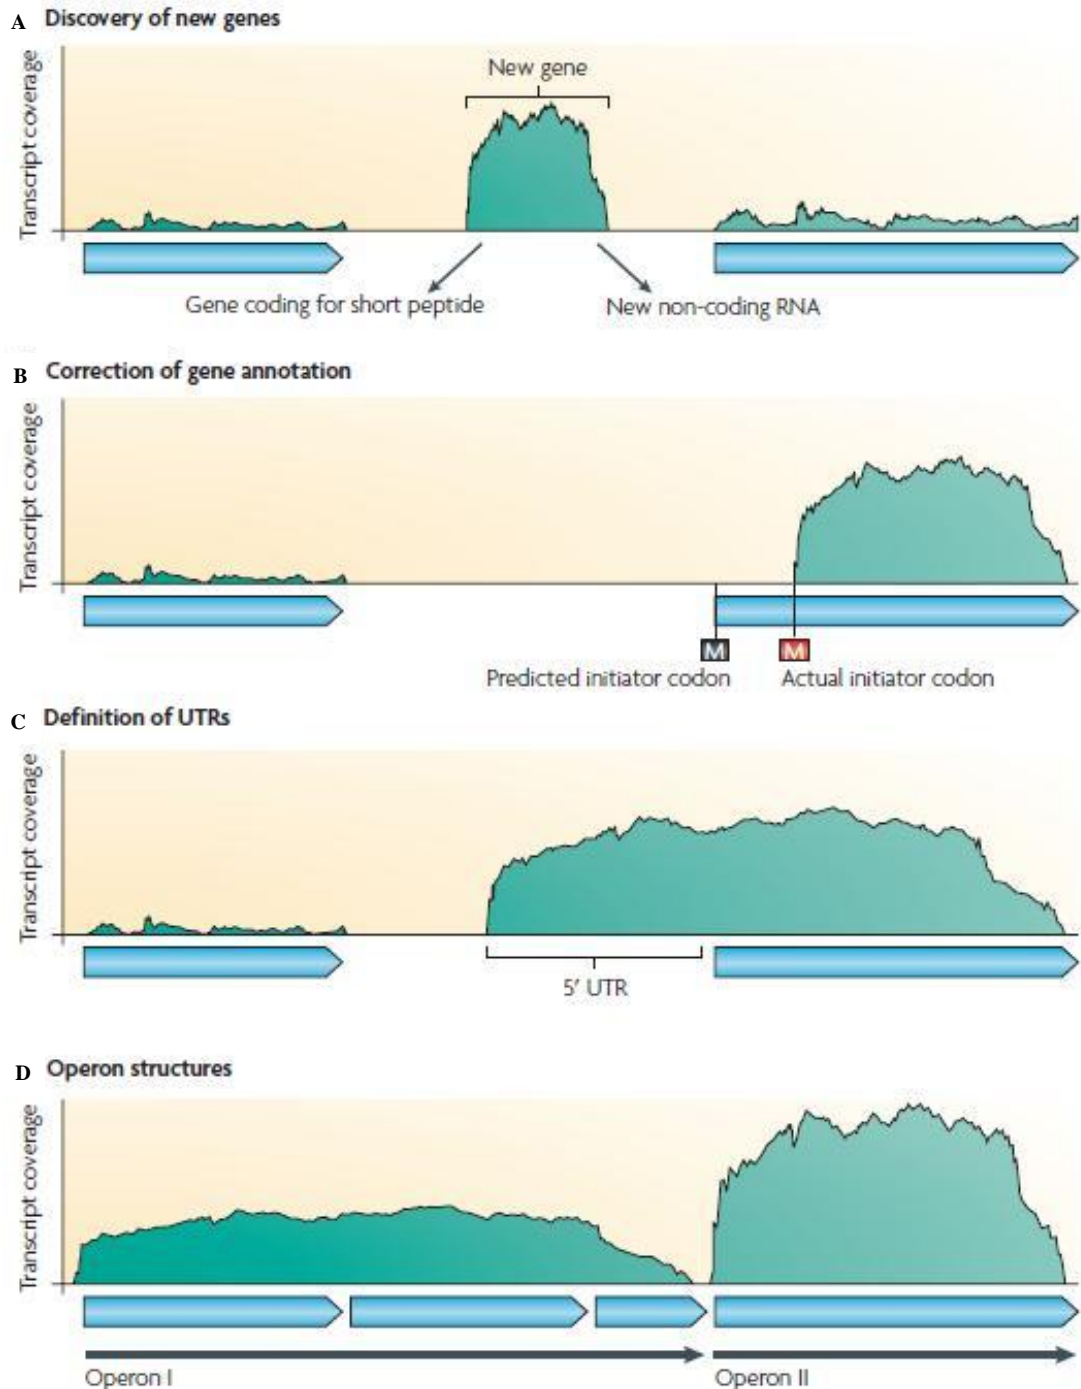 A Discovery of new genes
Transcript coverage
New gene
Gene coding for short peptide
New non-coding RNA
B Correction of gene annotation
Transcript coverage
M
M
Predicted initiator codon
Actual initiator codon
C Definition of UTRs
Transcript coverage
5′ UTR
D Operon structures
Transcript coverage
Operon I
Operon II